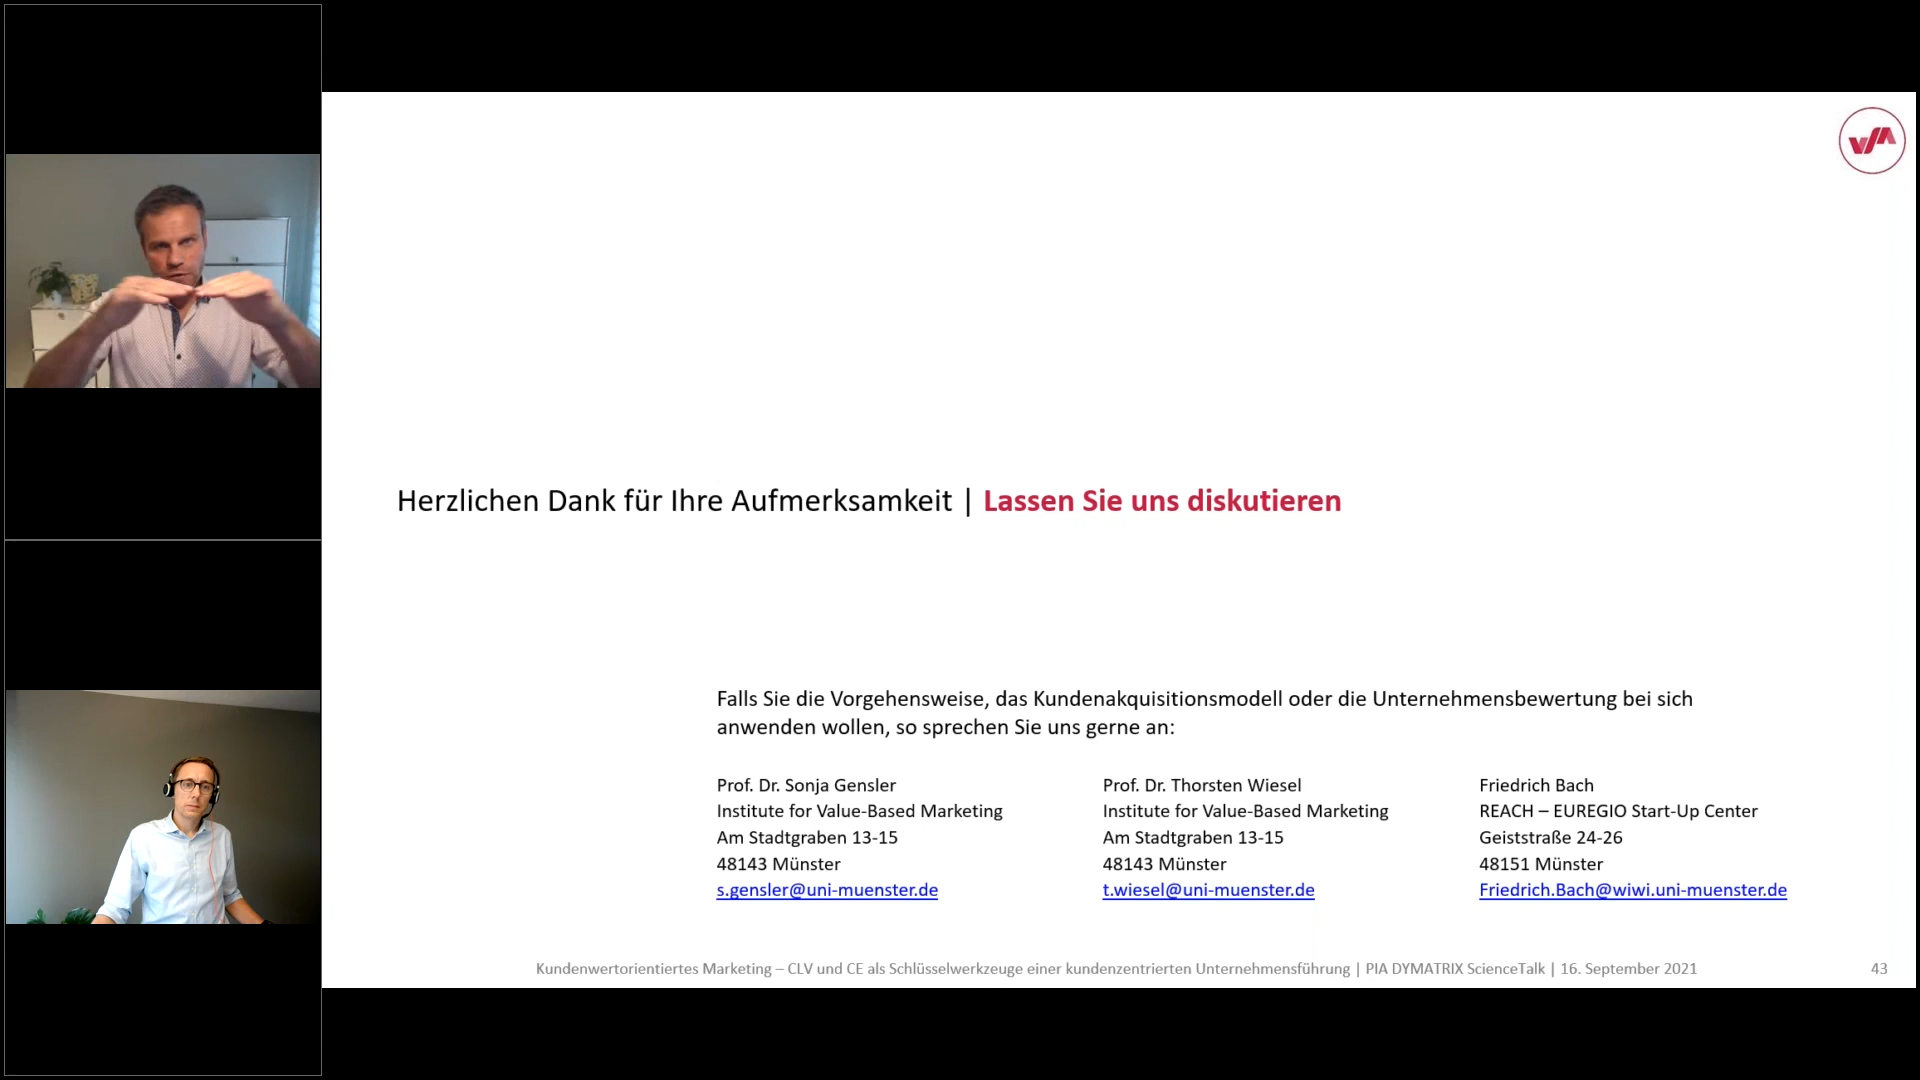 Herzlichen Dank für Ihre Aufmerksamkeit | Lassen Sie uns diskutieren
Falls Sie die Vorgehensweise, das Kundenakquisitionsmodell oder die Unternehmensbewertung bei sich
anwenden wollen, so sprechen Sie uns gerne an:
Prof. Dr. Sonja Gensler
Institute for Value-Based Marketing
Am Stadtgraben 13-15
48143 Münster
s.gensler@uni-muenster.de
Prof. Dr. Thorsten Wiesel
Institute for Value-Based Marketing
Am Stadtgraben 13-15
48143 Münster
t.wiesel@uni-muenster.de
Friedrich Bach
REACH – EUREGIO Start-Up Center
Geiststraße 24-26
48151 Münster
Friedrich.Bach@wiwi.uni-muenster.de
Kundenwertorientiertes Marketing – CLV und CE als Schlüsselwerkzeuge einer kundenzentrierten Unternehmensführung | PIA DYMATRIX ScienceTalk | 16. September 2021
43